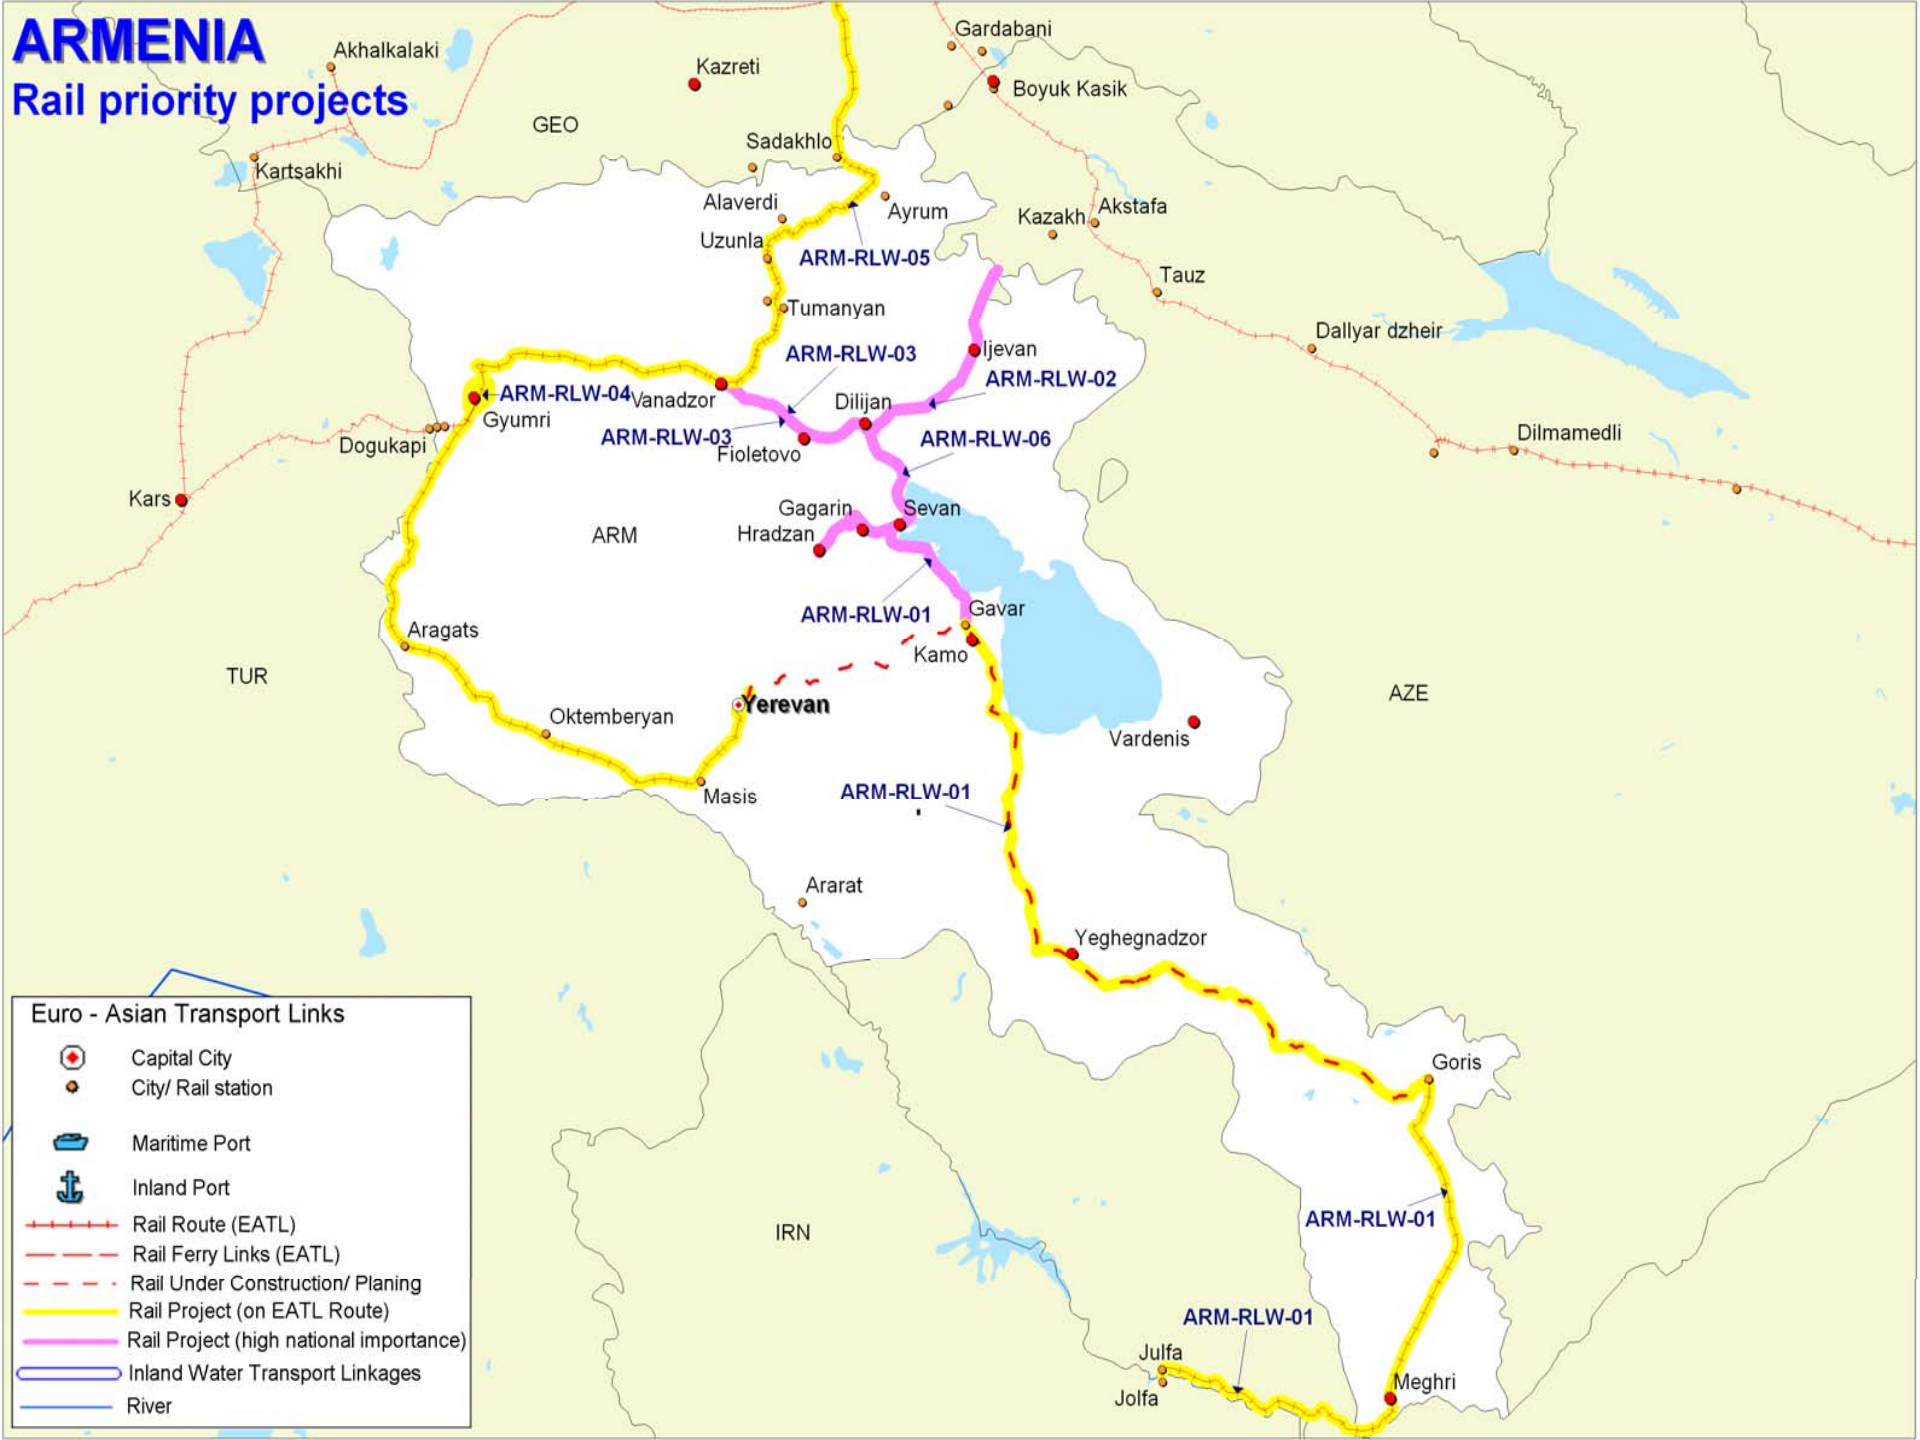 ARMENIA
Rail priority projects
Akhalkalaki
Kazreti
Gardabani
Boyuk Kasik
GEO
Sadakhlo
Kartsakhi
Alaverdi
Ayrum
Kazakh
Akstafa
Uzunla
ARM-RLW-05
Tauz
Tumanyan
Dallyar dzheir
ARM-RLW-03
Ijevan
ARM-RLW-02
ARM-RLW-04
Vanadzor
Dilijan
Gyumri
ARM-RLW-03
ARM-RLW-06
Dilmamedli
Dogukapi
Fioletovo
Kars
Gagarin
Sevan
Hradzan
ARM
ARM-RLW-01
Gavar
Aragats
Kamo
TUR
AZE
Yerevan
Oktemberyan
Vardenis
Masis
ARM-RLW-01
Ararat
Yeghegnadzor
Goris
ARM-RLW-01
IRN
ARM-RLW-01
Julfa
Jolfa
Meghri
Euro - Asian Transport Links
Capital City
City/ Rail station
Maritime Port
Inland Port
Rail Route (EATL)
Rail Ferry Links (EATL)
Rail Under Construction/ Planing
Rail Project (on EATL Route)
Rail Project (high national importance)
Inland Water Transport Linkages
River